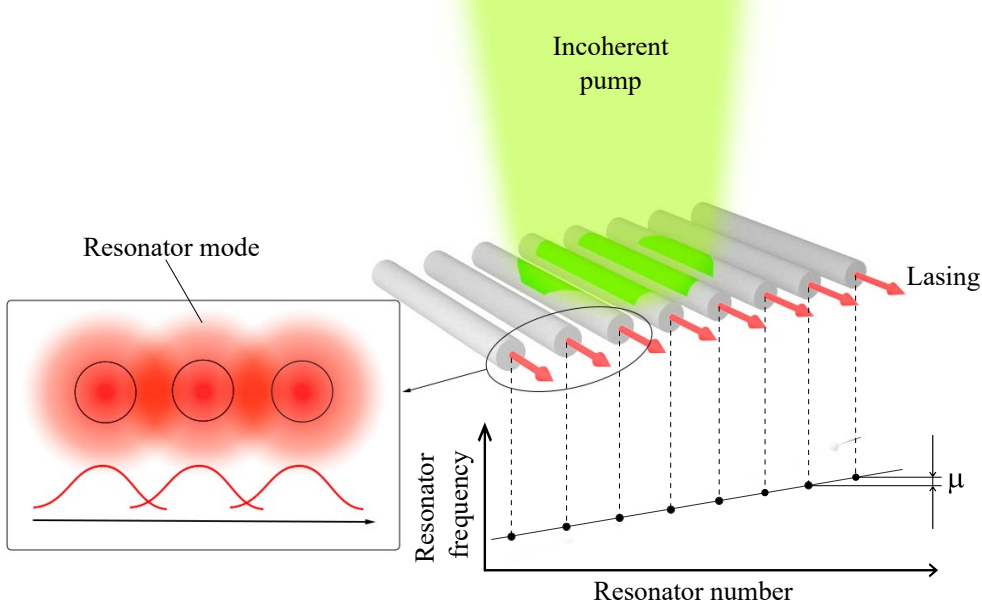 Incoherent
pump
Resonator mode
Lasing
Resonator
frequency
μ
Resonator number